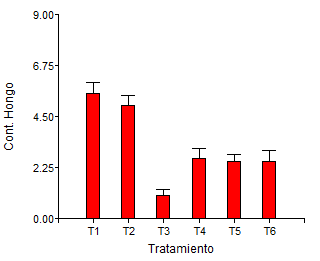 9.00
6.75
4.50
2.25
0.00
Cont. Hongo
T1 T2 T3 T4 T5 T6
Tratamiento